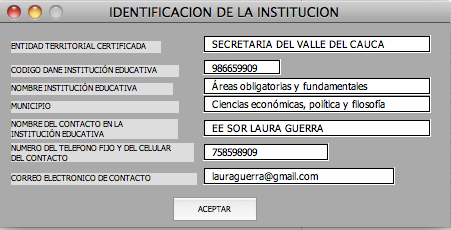 IDENTIFICACION DE LA INSTITUCION
ENTIDAD TERRITORIAL CERTIFICADA
SECRETARIA DEL VALLE DEL CAUCA
CODIGO DANE INSTITUCIÓN EDUCATIVA
986659909
NOMBRE INSTITUCIÓN EDUCATIVA
Áreas obligatorias y fundamentales
MUNICIPIO
Ciencias económicas, política y filosofía
NOMBRE DEL CONTACTO EN LA
INSTITUCIÓN EDUCATIVA
EE SOR LAURA GUERRA
NUMERO DEL TELEFONO FIJO Y DEL CELULAR
DEL CONTACTO
758598909
CORREO ELECTRONICO DE CONTACTO
lauraguerra@gmail.com
ACEPTAR